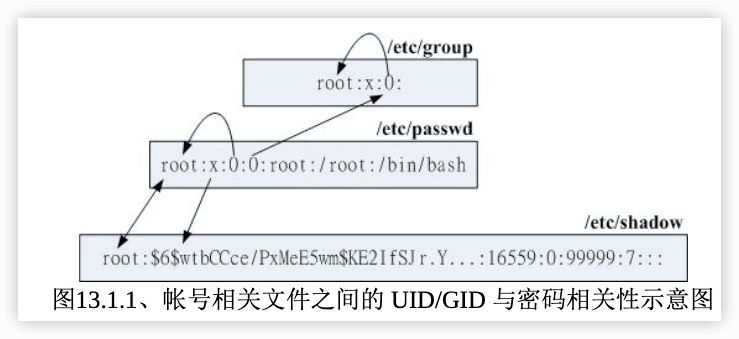 /etc/group
root:x:0:
/etc/passwd
root:x:0:0:root:/root:/bin/bash
/etc/shadow
root:$6$wtbCCce/PxMeE5wm$KE2IfSJr.Y...:16559:0:99999:7:::
图13.1.1、帐号相关文件之间的 UID/GID 与密码相关性示意图